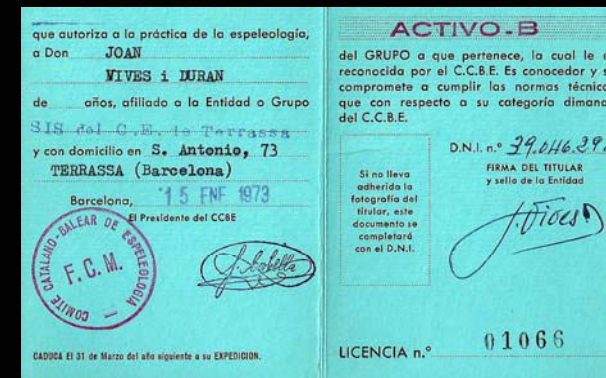 que autoriza a la práctica de la espeleología,
a Don JOAN
VIVES i DURAN
de años, afiliado a la Entidad o Grupo
SIS del C.E. de Terrassa
y con domicilio en S. Antonio, 73
TERRASSA (Barcelona)
Barcelona, 15 ENE 1973
El Presidente del CCBE
COMITE CATALANO-BALEAR DE ESPELEOLOGIA
F. C. M.
CADUCA El 31 de Marzo del año siguiente a su EXPEDICION.
ACTIVO-B
del GRUPO a que pertenece, la cual le e
reconocida por el C.C.B.E. Es conocedor y s
compromete a cumplir las normas técnica
que con respecto a su categoría dimana
del C.C.B.E.
D.N.I. n.º 39.046.29
FIRMA DEL TITULAR
y sello de la Entidad
J. Vives
Si no lleva
adherida la
fotografía del
titular, este
documento se
completará
con el D.N.I.
LICENCIA n.º 01066